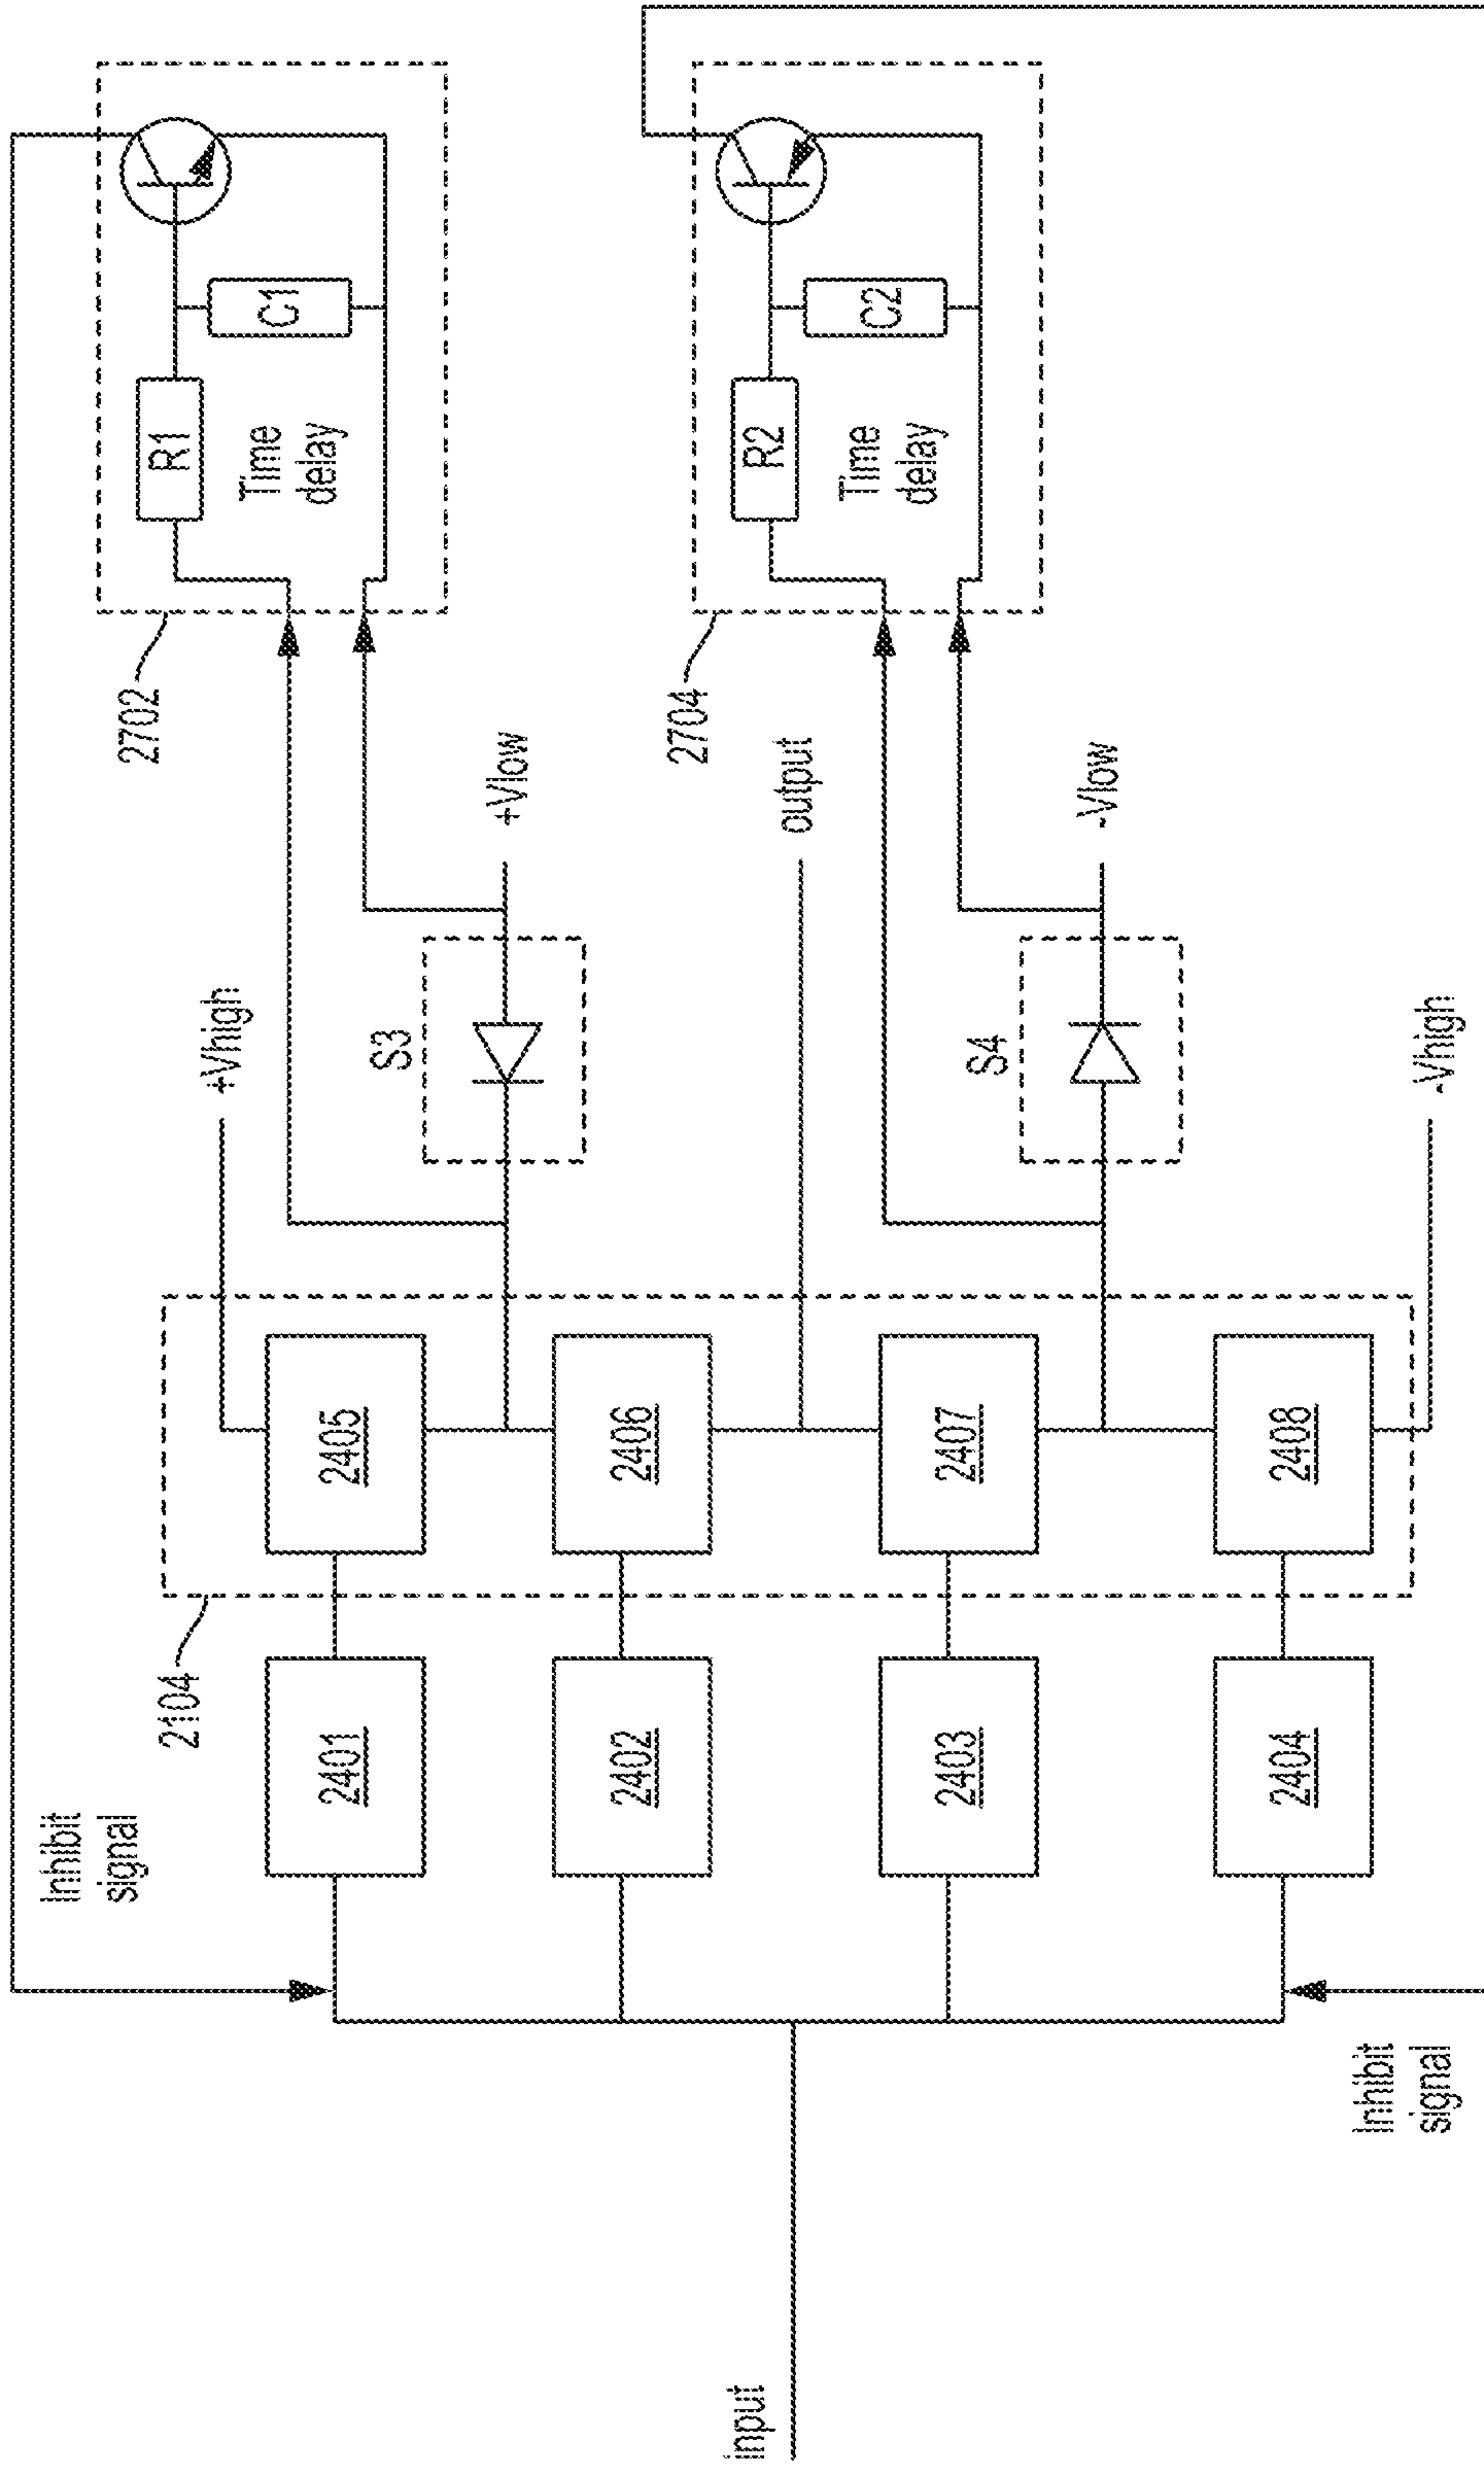 Inhibit
signal
2104
2401
2402
2403
2404
2405
2406
2407
2408
input
Inhibit
signal
+Vhigh
S3
+Vlow
output
S4
-Vlow
-Vhigh
2702
R1
C1
Time
delay
2704
R2
C2
Time
delay